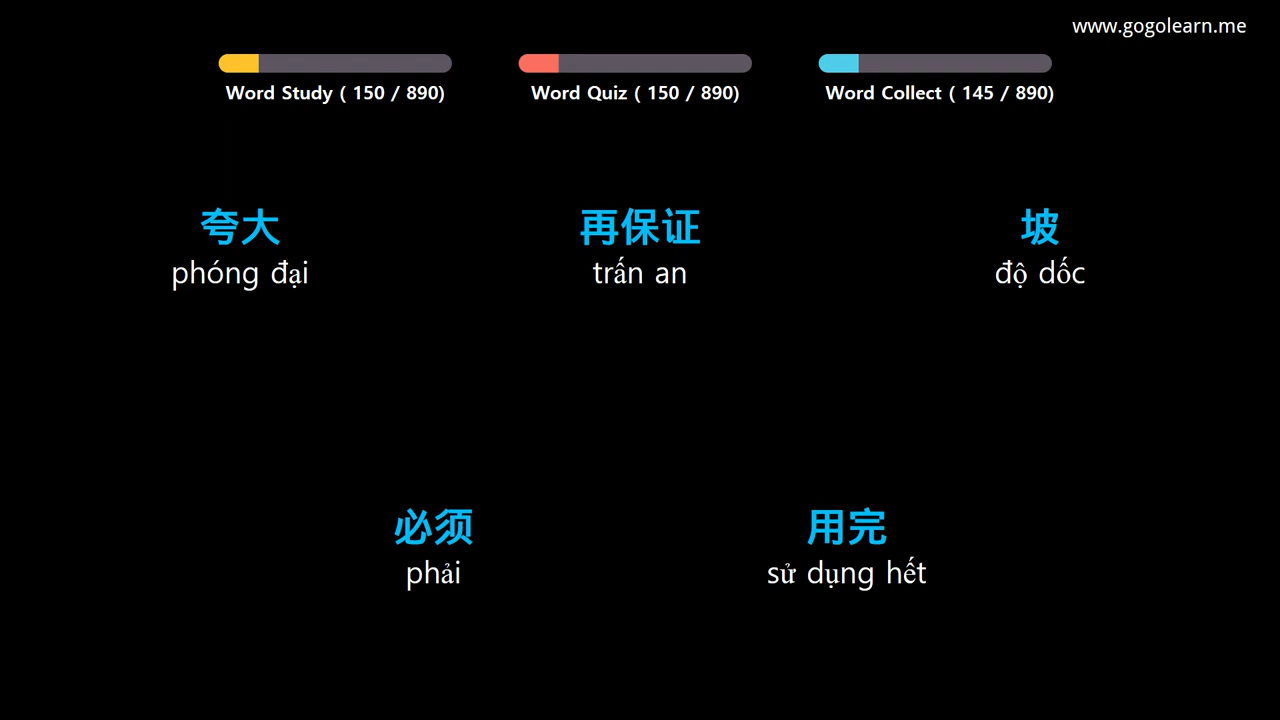 www.gogolearn.me
Word Study ( 150 / 890)
Word Quiz ( 150 / 890)
Word Collect ( 145 / 890)
夸大
phóng đại
再保证
trấn an
坡
độ dốc
必须
phải
用完
sử dụng hết